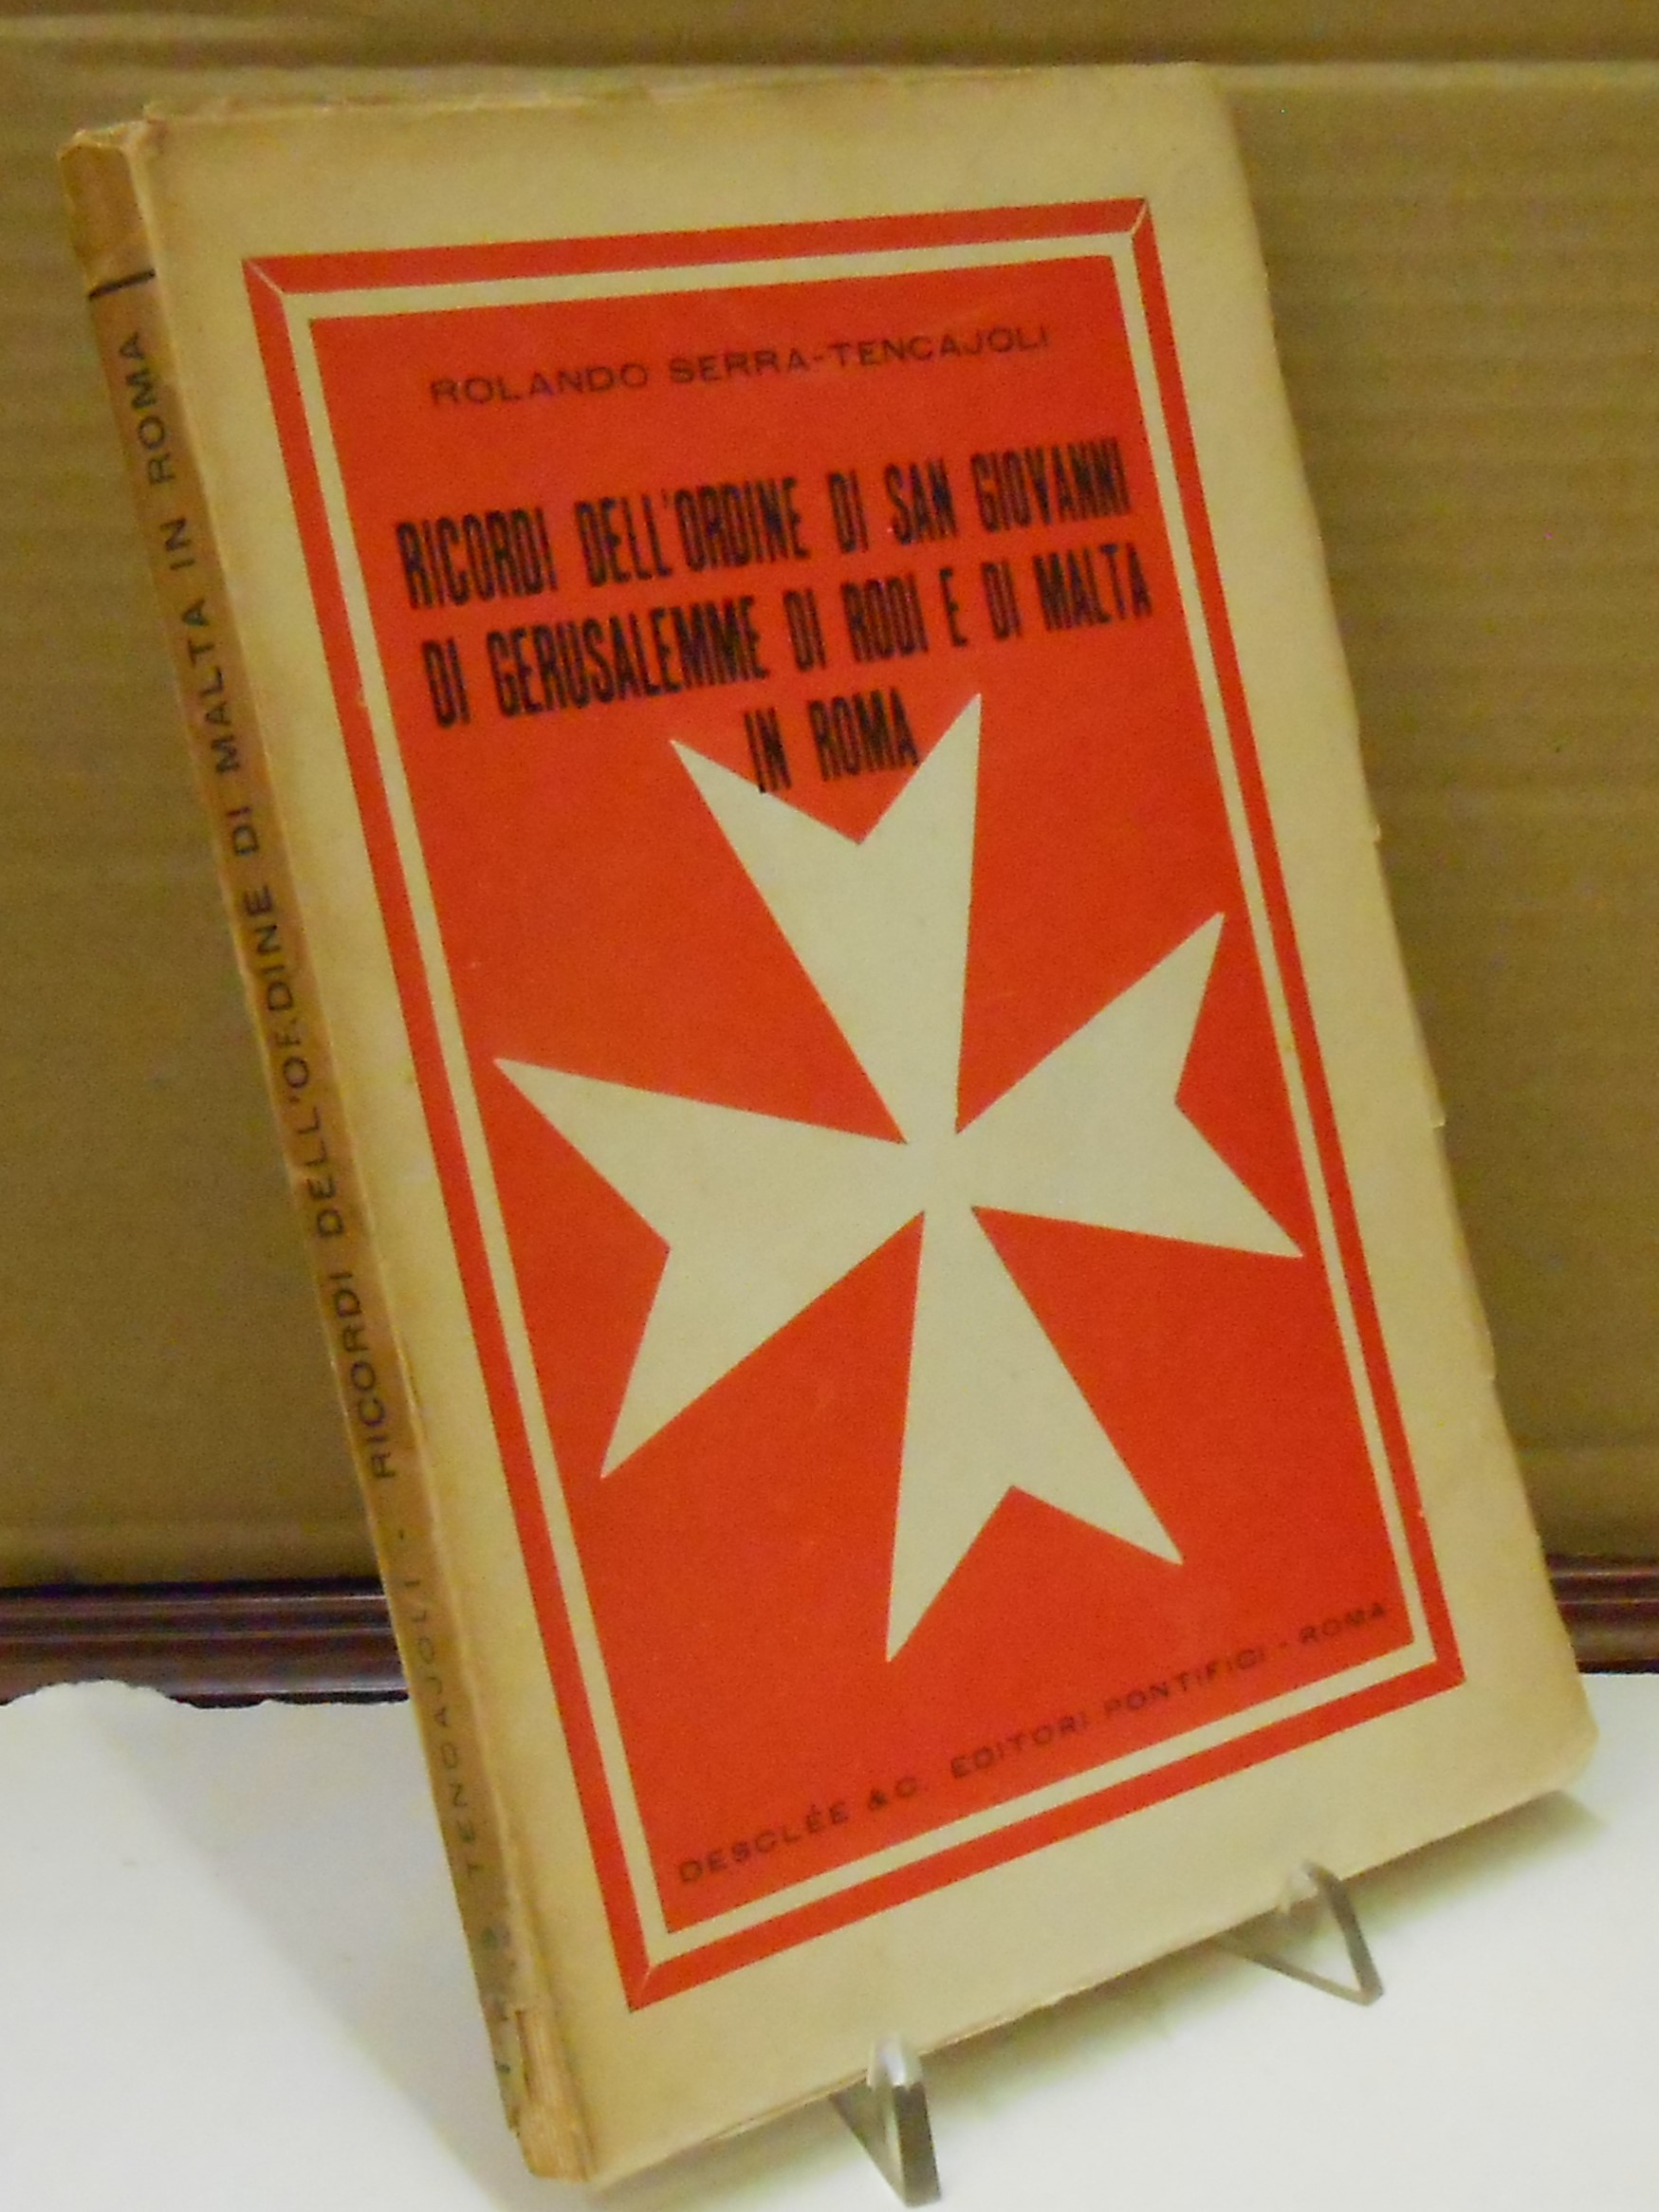 ROLANDO SERRA-TENCAJOLI
RICORDI DELL'ORDINE DI SAN GIOVANNI
DI GERUSALEMME DI RODI E DI MALTA
IN ROMA
DESCLÉE & C. EDITORI PONTIFICI - ROMA
TENCAJOLI - RICORDI DELL'ORDINE DI MALTA IN ROMA